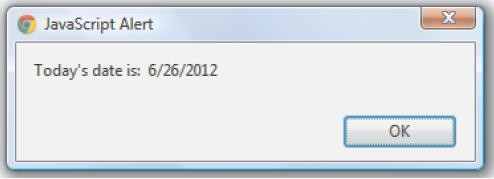 JavaScript Alert
Today's date is: 6/26/2012
OK